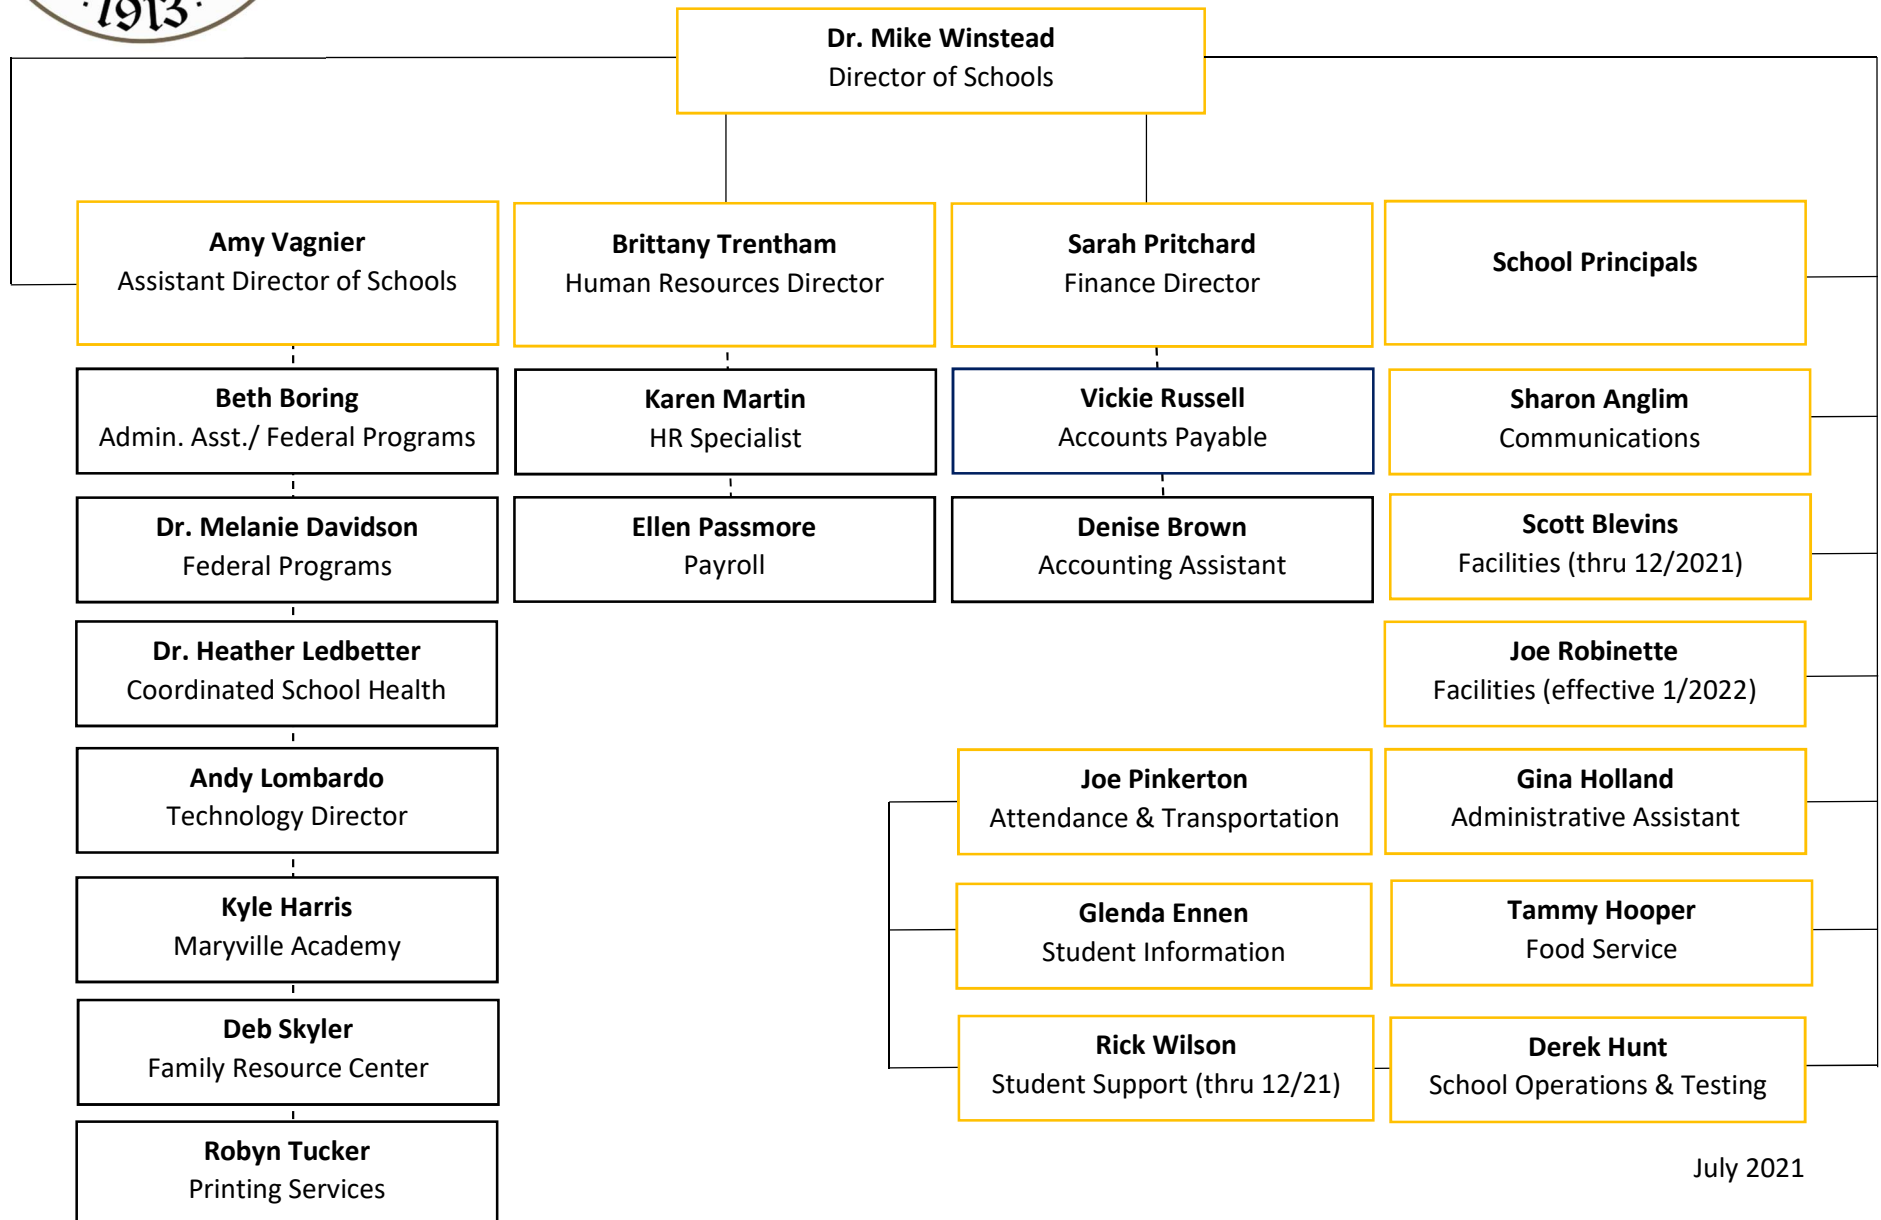 ·1913·
Dr. Mike Winstead
Director of Schools
Amy Vagnier
Assistant Director of Schools
Brittany Trentham
Human Resources Director
Sarah Pritchard
Finance Director
School Principals
Beth Boring
Admin. Asst./ Federal Programs
Karen Martin
HR Specialist
Vickie Russell
Accounts Payable
Sharon Anglim
Communications
Dr. Melanie Davidson
Federal Programs
Ellen Passmore
Payroll
Denise Brown
Accounting Assistant
Scott Blevins
Facilities (thru 12/2021)
Dr. Heather Ledbetter
Coordinated School Health
Joe Robinette
Facilities (effective 1/2022)
Andy Lombardo
Technology Director
Joe Pinkerton
Attendance & Transportation
Gina Holland
Administrative Assistant
Kyle Harris
Maryville Academy
Glenda Ennen
Student Information
Tammy Hooper
Food Service
Deb Skyler
Family Resource Center
Rick Wilson
Student Support (thru 12/21)
Derek Hunt
School Operations & Testing
Robyn Tucker
Printing Services
July 2021